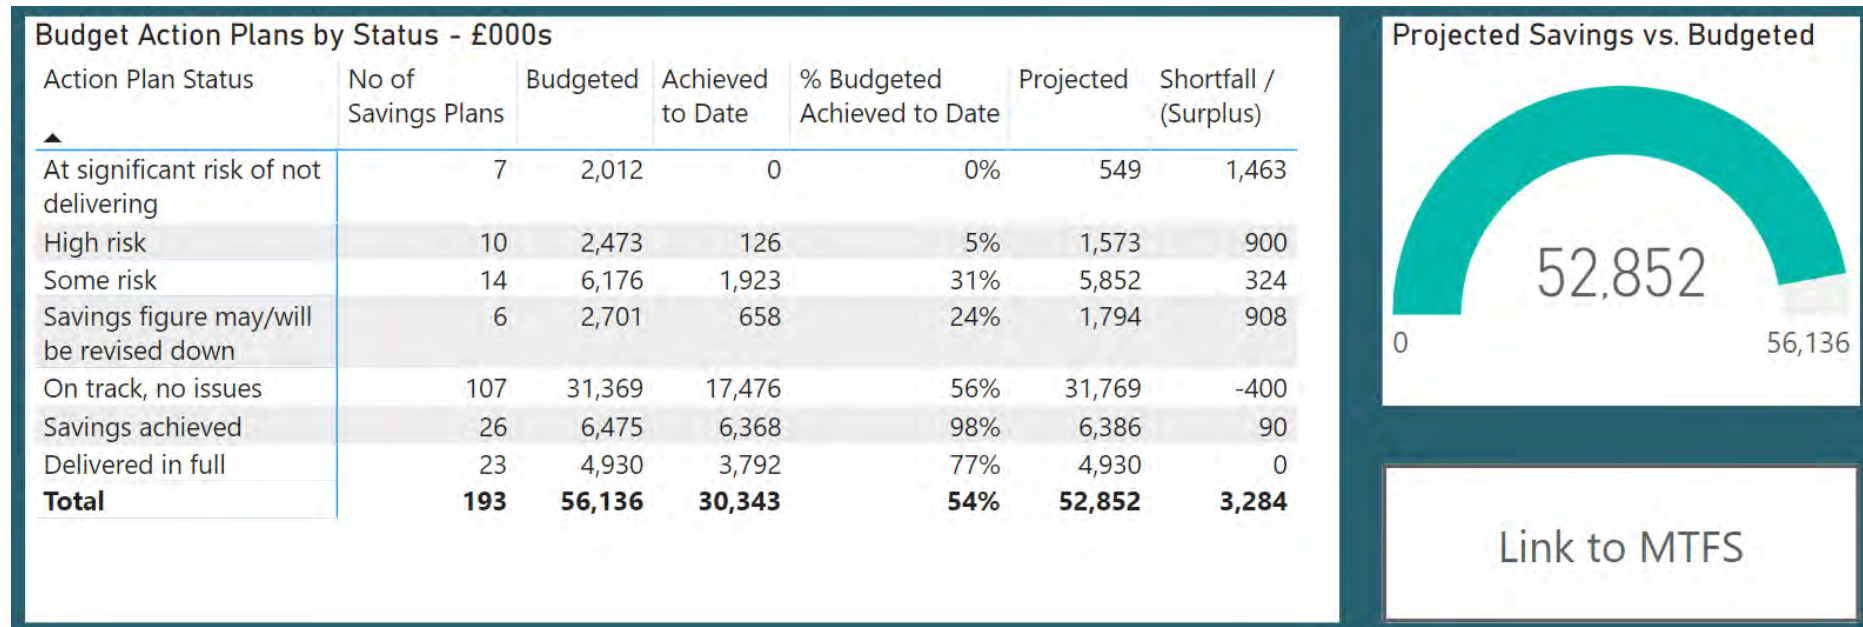 Budget Action Plans by Status - £000s
Action Plan Status No of Budgeted Achieved % Budgeted Projected Shortfall /
Savings Plans to Date Achieved to Date (Surplus)
At significant risk of not 7 2,012 0 0% 549 1,463
delivering
High risk 10 2,473 126 5% 1,573 900
Some risk 14 6,176 1,923 31% 5,852 324
Savings figure may/will 6 2,701 658 24% 1,794 908
be revised down
On track, no issues 107 31,369 17,476 56% 31,769 -400
Savings achieved 26 6,475 6,368 98% 6,386 90
Delivered in full 23 4,930 3,792 77% 4,930 0
Total 193 56,136 30,343 54% 52,852 3,284
Projected Savings vs. Budgeted
52,852
0 56,136
Link to MTFS